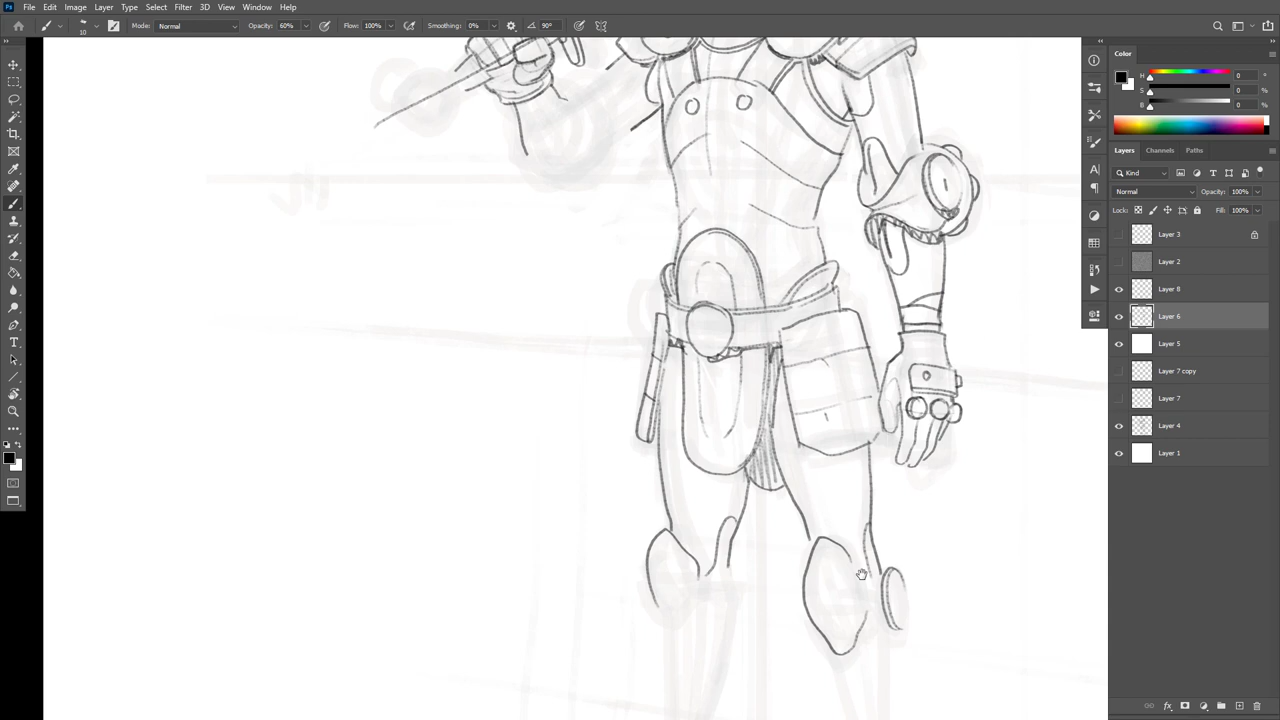 Ps File Edit Image Layer Type Select Filter 3D View Window Help
10 Mode: Normal Opacity: 60% Flow: 100% Smoothing: 0% 90°
Color
H 0 °
S 0 %
B 0 %
Layers Channels Paths
Kind
Normal Opacity: 100%
Lock: Fill: 100%
Layer 3
Layer 2
Layer 8
Layer 6
Layer 5
Layer 7 copy
Layer 7
Layer 4
Layer 1